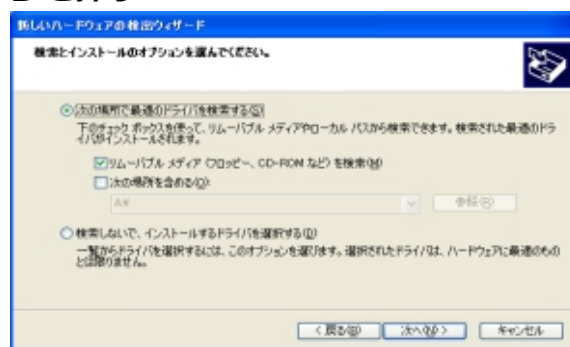 新しいハードウェアの検出ウィザード
検索とインストールのオプションを選んでください。
次の場所で最適のドライバを検索する(S)
下のチェック ボックスを使って、リムーバブル メディアやローカル パスから検索できます。検索された最適のドラ
イバがインストールされます。
リムーバブル メディア (フロッピー、CD-ROM など) を検索(M)
次の場所を含める(O):
A:¥
参照(R)
検索しないで、インストールするドライバを選択する(D)
一覧からドライバを選択するには、このオプションを選びます。選択されたドライバは、ハードウェアに最適のもの
とは限りません。
< 戻る(B) 次へ(N) > キャンセル